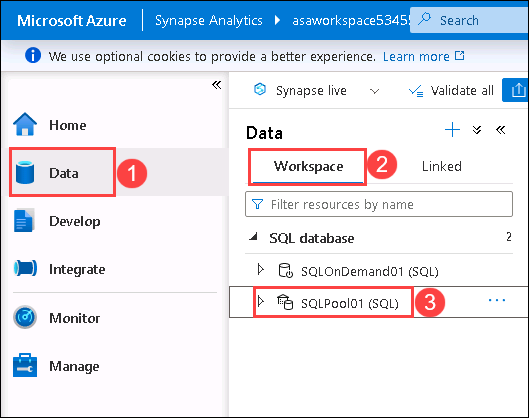 Microsoft Azure Synapse Analytics asaworkspace5345 Search
We use optional cookies to provide a better experience. Learn more
Synapse live Validate all
Home
Data 1
Develop
Integrate
Monitor
Manage
Data
Workspace 2 Linked
Filter resources by name
SQL database 2
SQLOnDemand01 (SQL)
SQLPool01 (SQL) 3